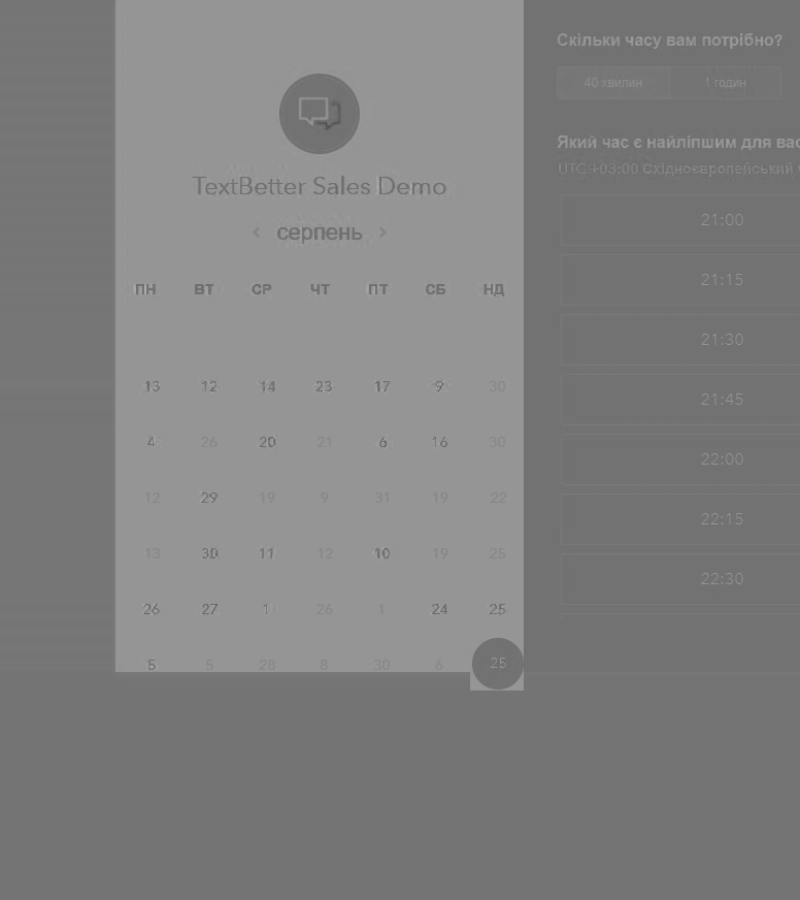 TextBetter Sales Demo
серпень
ПН ВТ СР ЧТ ПТ СБ НД
13 12 14 23 17 9 30
4 26 20 21 6 16 30
12 29 19 9 31 19 22
13 30 11 12 10 19 25
26 27 1 26 1 24 25
5 5 28 8 30 6 25
Скільки часу вам потрібно?
40 хвилин 1 годин
Який час є найліпшим для вас
UTC +03:00 Східноєвропейський
21:00
21:15
21:30
21:45
22:00
22:15
22:30